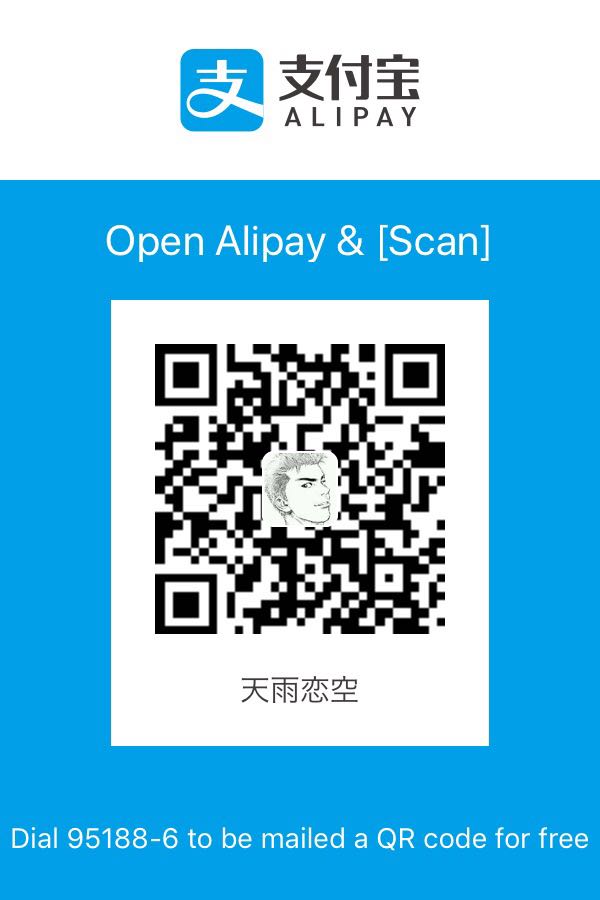 支 支付宝
ALIPAY
Open Alipay & [Scan]
天雨恋空
Dial 95188-6 to be mailed a QR code for free